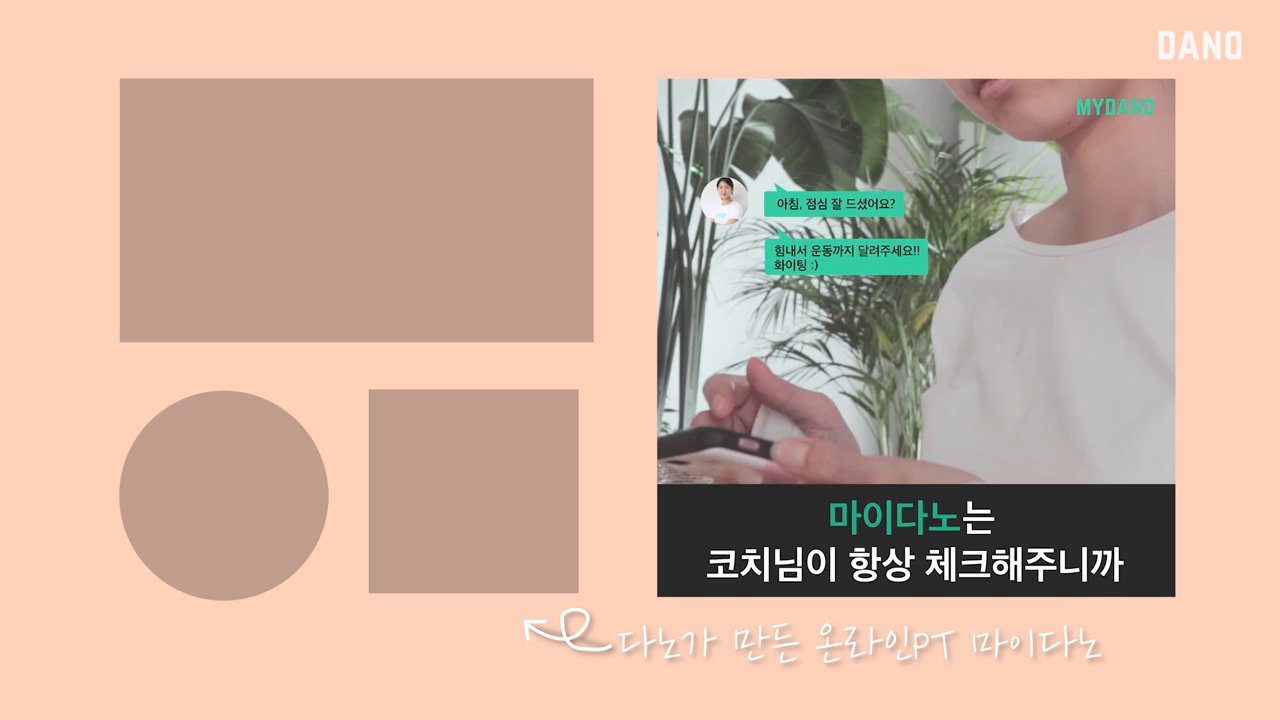 DANO
MYDANO
아침, 점심 잘 드셨어요?
힘내서 운동까지 달려주세요!!
화이팅 :)
마이다노는
코치님이 항상 체크해주니까
다노가 만든 온라인PT 마이다노